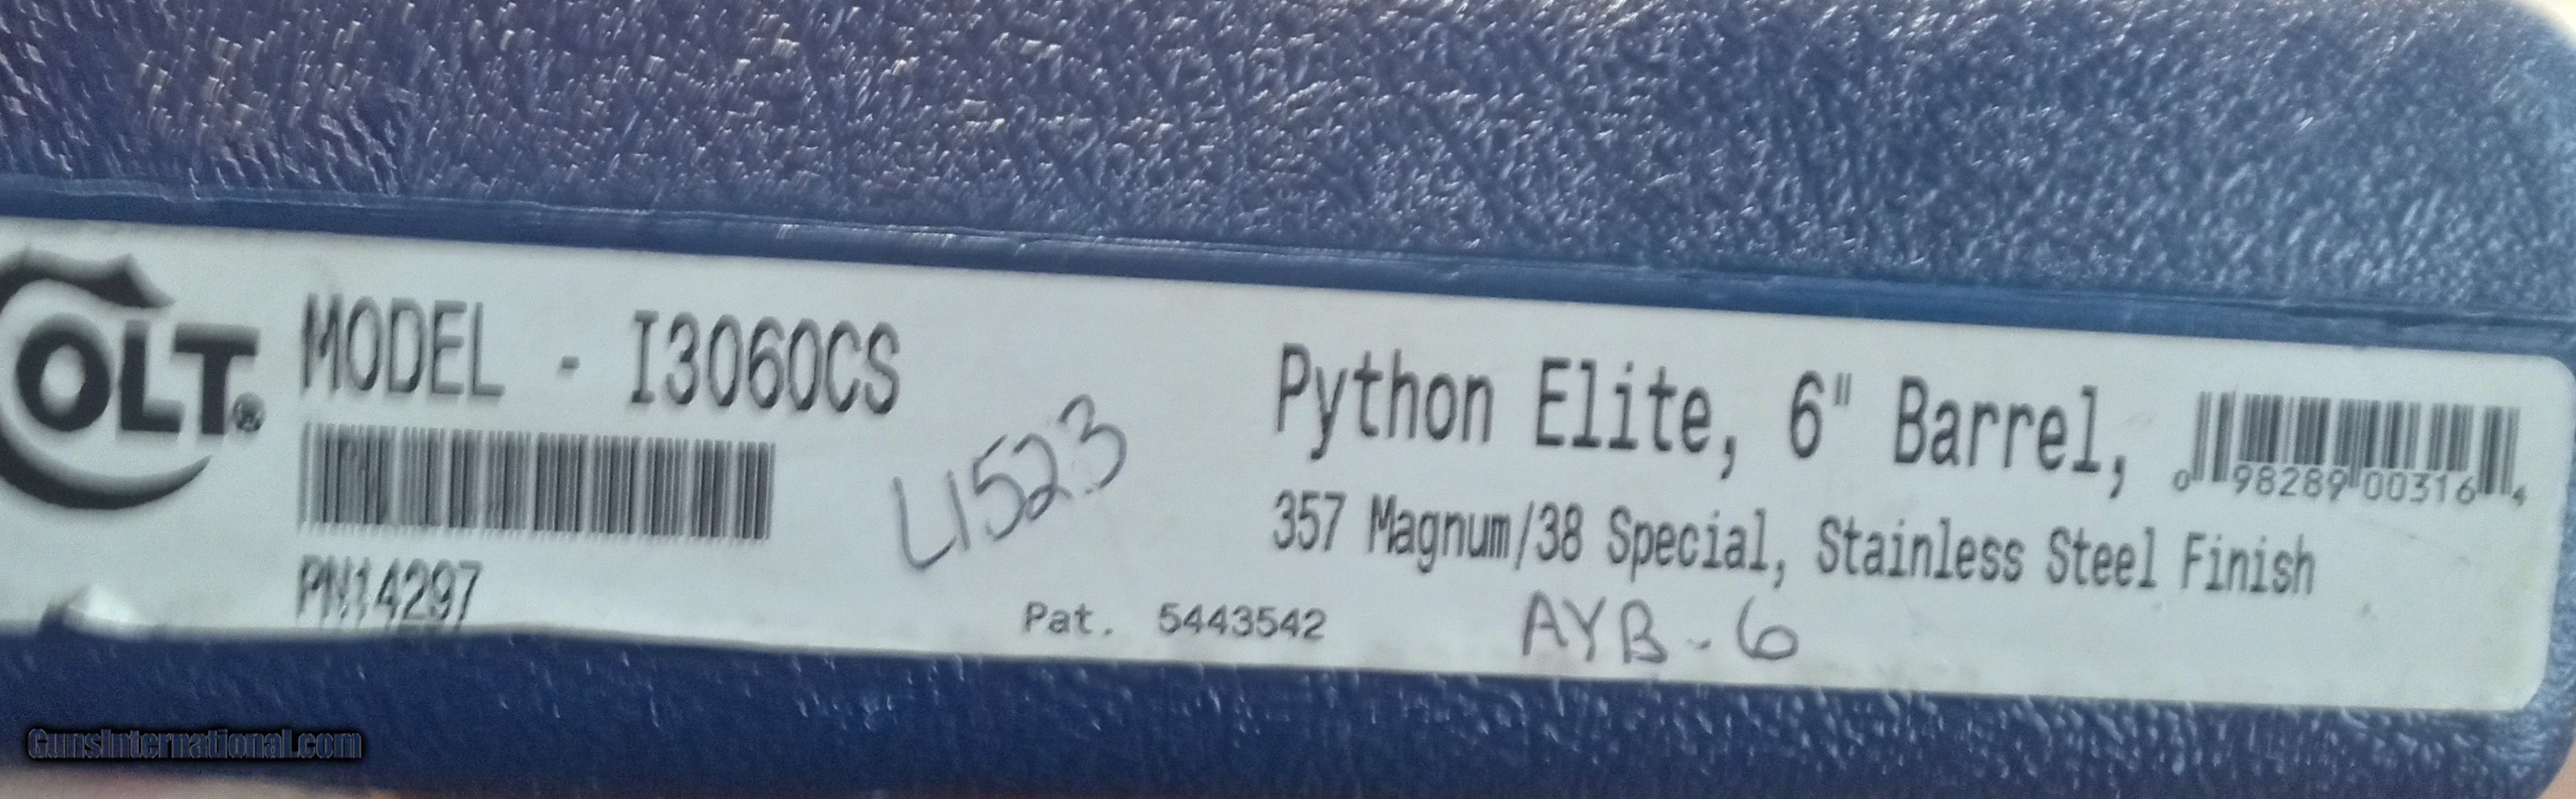 COLT®
MODEL - I3060CS
PN14297
L1523
Python Elite, 6" Barrel,
0 98289 00316 4
357 Magnum/38 Special, Stainless Steel Finish
Pat. 5443542
AYB-6
GunsInternational.com